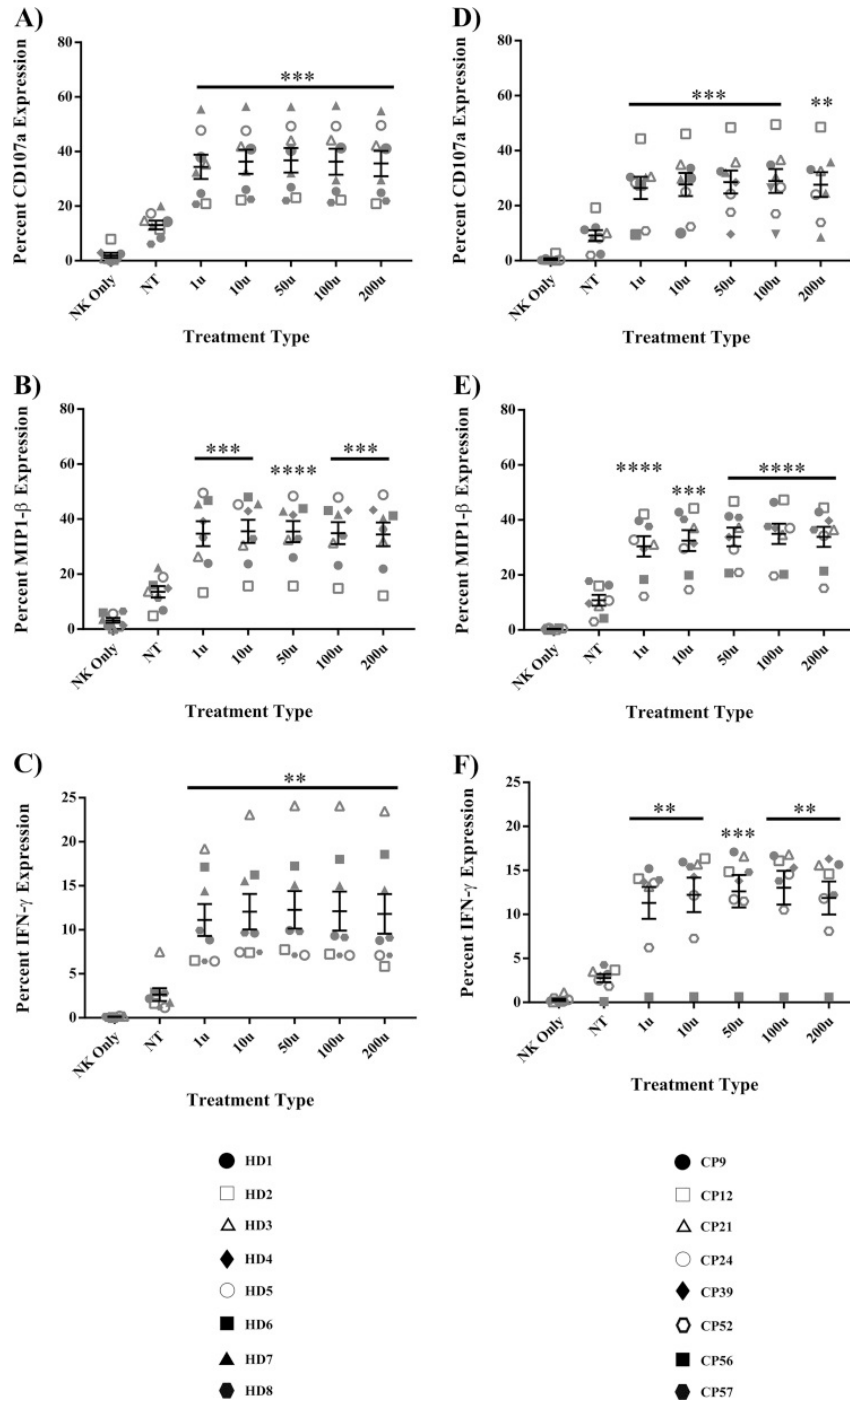 A)
Percent CD107a Expression
80
60
40
20
0
***
NK Only
NT
1u
10u
50u
100u
200u
Treatment Type
B)
Percent MIP1-β Expression
80
60
40
20
0
***
****
***
NK Only
NT
1u
10u
50u
100u
200u
Treatment Type
C)
Percent IFN-γ Expression
25
20
15
10
5
0
**
NK Only
NT
1u
10u
50u
100u
200u
Treatment Type
HD1
HD2
HD3
HD4
HD5
HD6
HD7
HD8
D)
Percent CD107a Expression
80
60
40
20
0
***
**
NK Only
NT
1u
10u
50u
100u
200u
Treatment Type
E)
Percent MIP1-β Expression
80
60
40
20
0
****
***
****
NK Only
NT
1u
10u
50u
100u
200u
Treatment Type
F)
Percent IFN-γ Expression
25
20
15
10
5
0
**
***
**
NK Only
NT
1u
10u
50u
100u
200u
Treatment Type
CP9
CP12
CP21
CP24
CP39
CP52
CP56
CP57